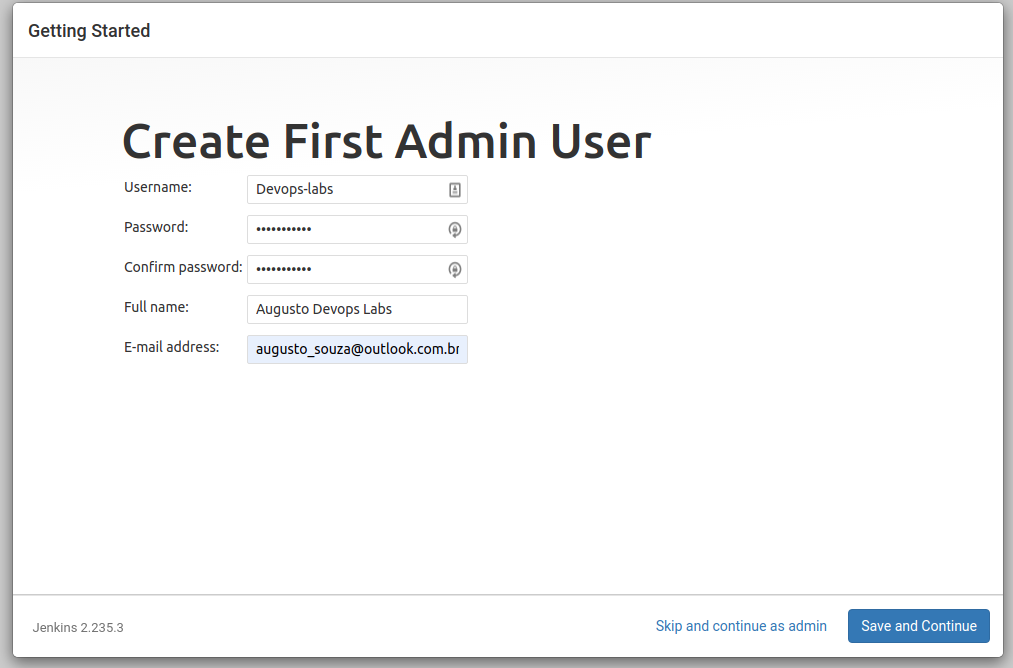 Getting Started
Create First Admin User
Username: Devops-labs
Password: •••••••••••
Confirm password: •••••••••••
Full name: Augusto Devops Labs
E-mail address: augusto_souza@outlook.com.br
Jenkins 2.235.3 Skip and continue as admin Save and Continue